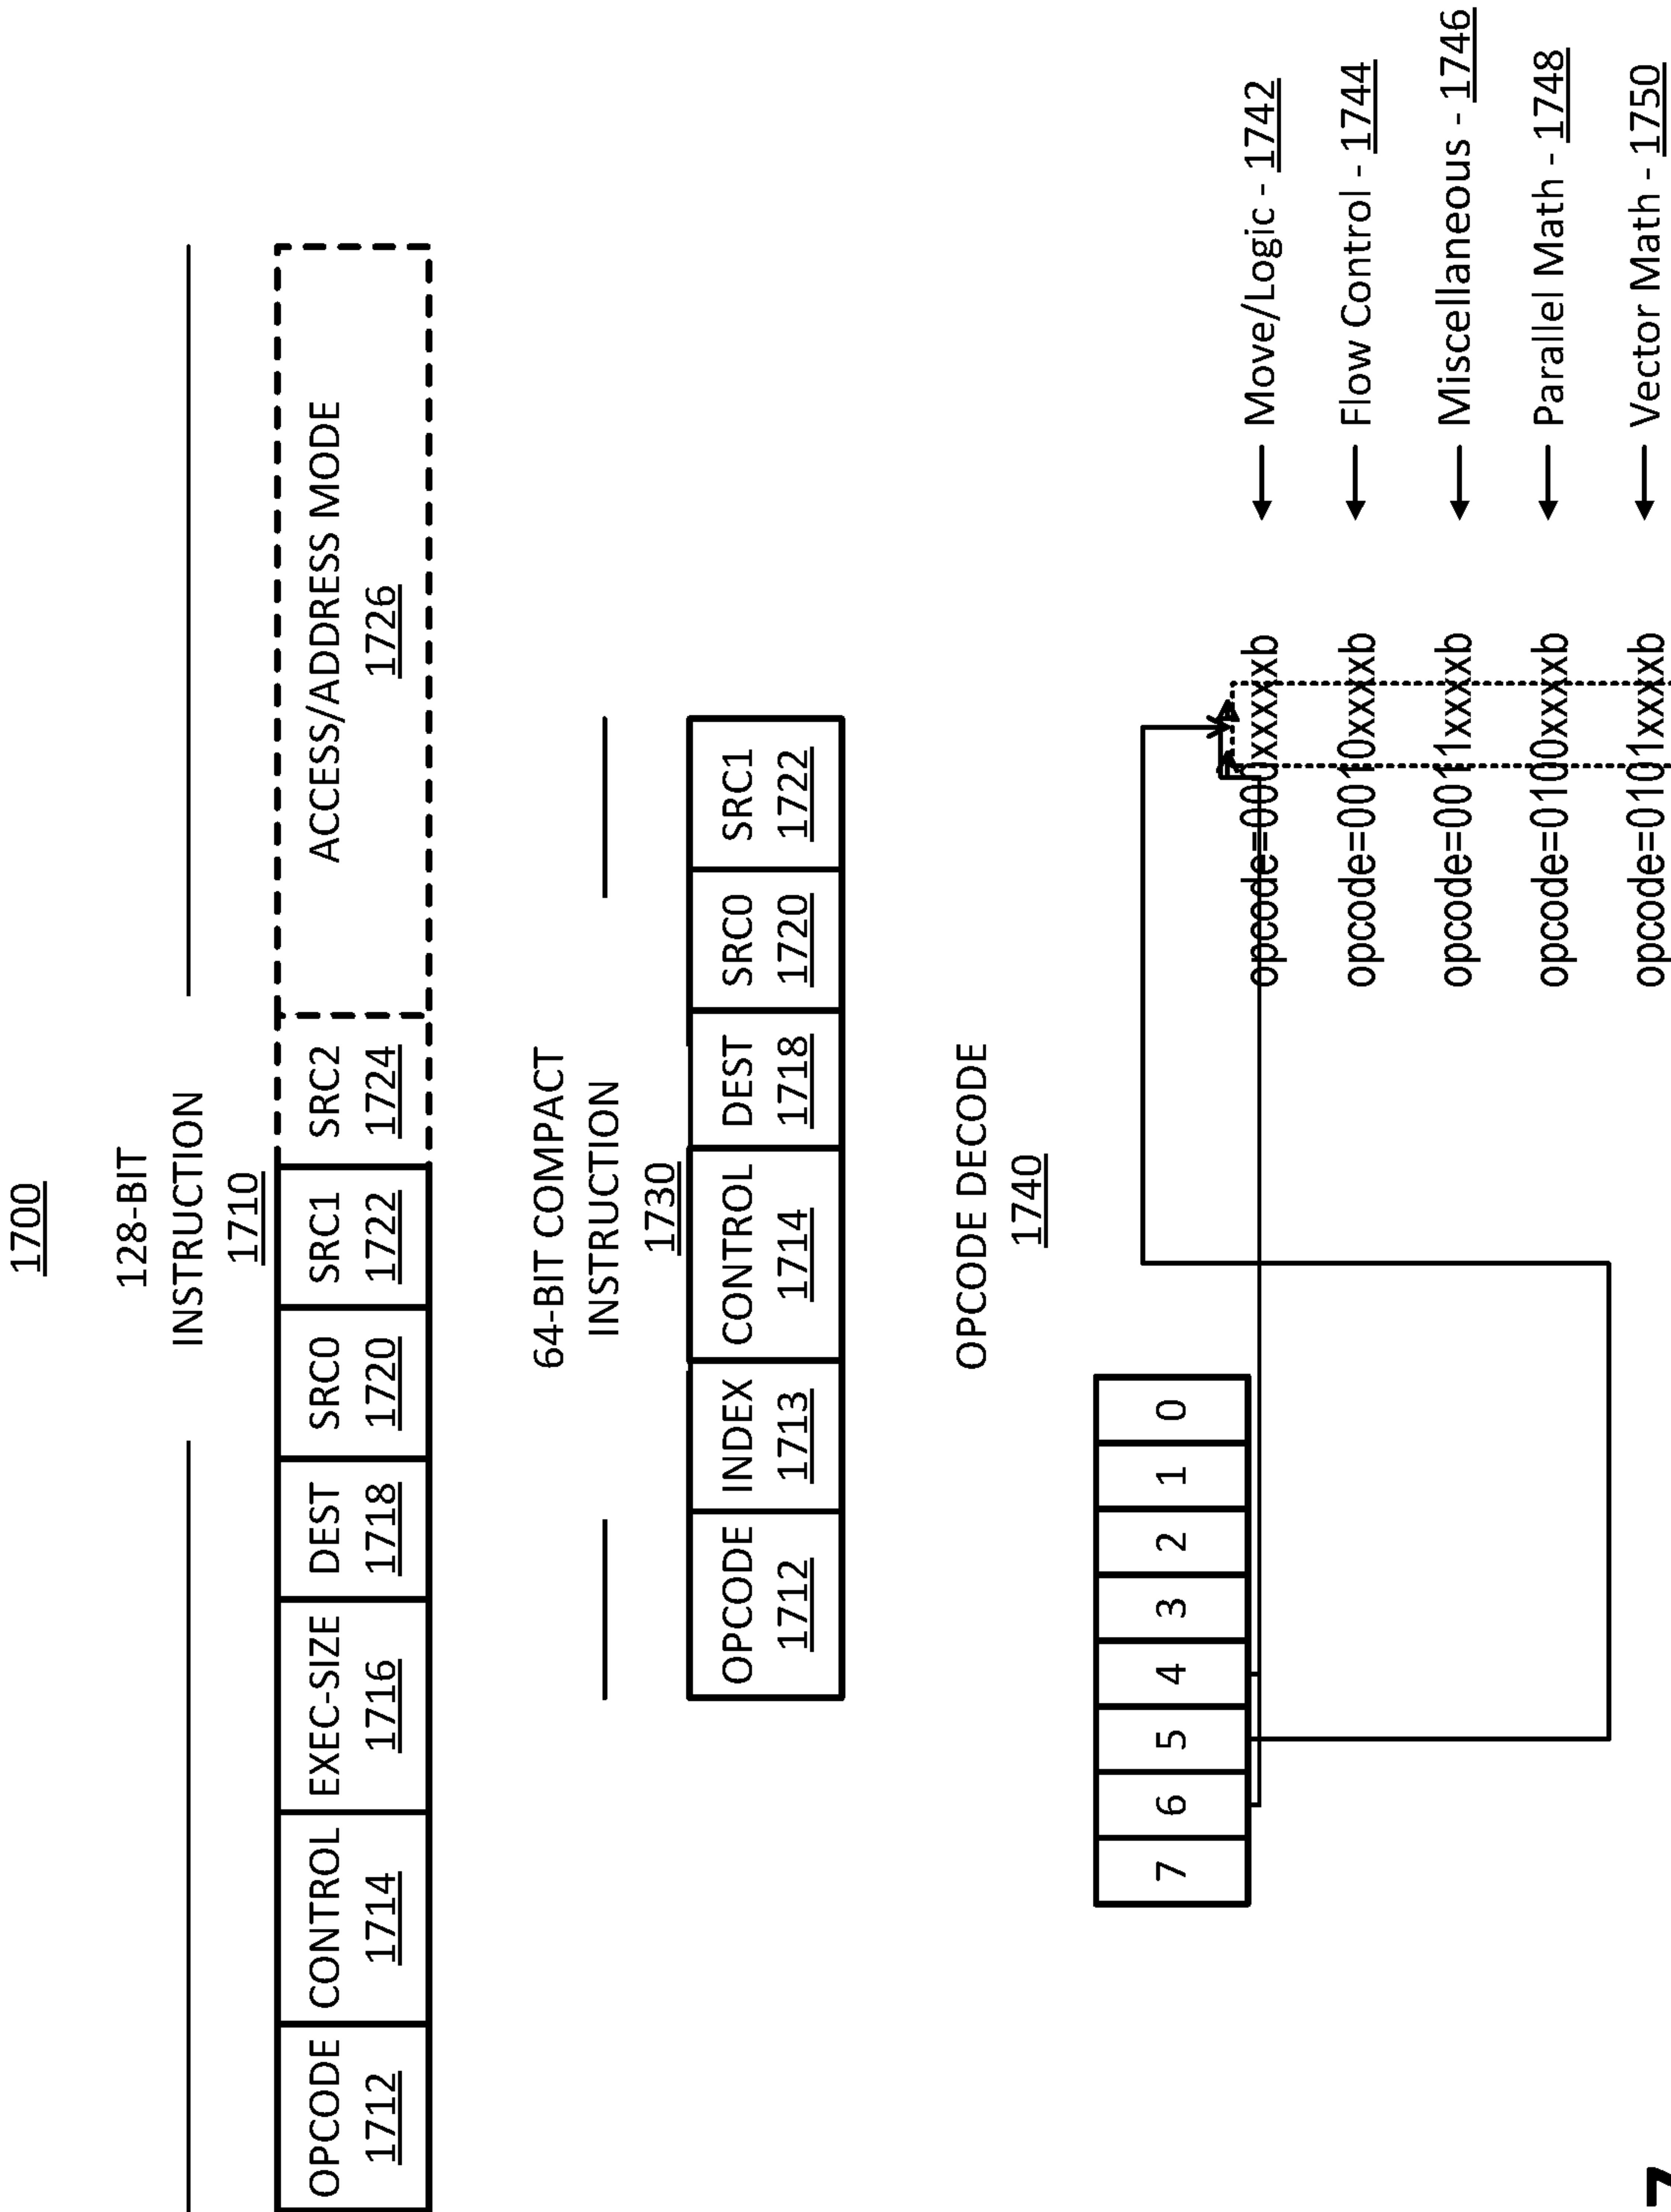 1700
128-BIT
INSTRUCTION
1710
OPCODE CONTROL EXEC-SIZE DEST SRC0 SRC1 SRC2 ACCESS/ADDRESS MODE
1712 1714 1716 1718 1720 1722 1724 1726
64-BIT COMPACT
INSTRUCTION
1730
OPCODE INDEX CONTROL DEST SRC0 SRC1
1712 1713 1714 1718 1720 1722
OPCODE DECODE
1740
7 6 5 4 3 2 1 0
opcode=000xxxxxb Move/Logic - 1742
opcode=0010xxxxb Flow Control - 1744
opcode=0011xxxxb Miscellaneous - 1746
opcode=0100xxxxb Parallel Math - 1748
opcode=0101xxxxb Vector Math - 1750
7